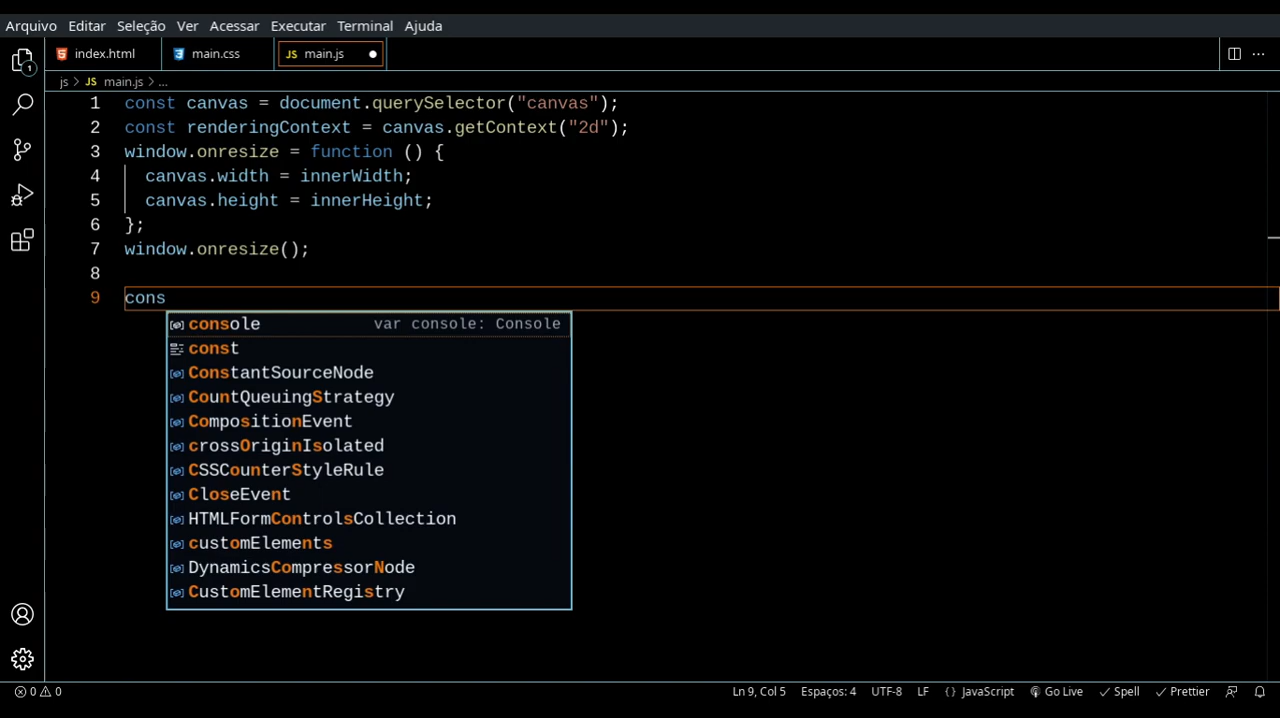 Arquivo Editar Seleção Ver Acessar Executar Terminal Ajuda
index.html main.css JS main.js
js > JS main.js > ...
1 const canvas = document.querySelector("canvas");
2 const renderingContext = canvas.getContext("2d");
3 window.onresize = function () {
4 canvas.width = innerWidth;
5 canvas.height = innerHeight;
6 };
7 window.onresize();
8
9 cons
console var console: Console
const
ConstantSourceNode
CountQueuingStrategy
CompositionEvent
crossOriginIsolated
CSSCounterStyleRule
CloseEvent
HTMLFormControlsCollection
customElements
DynamicsCompressorNode
CustomElementRegistry
1
0 0 Ln 9, Col 5 Espaços: 4 UTF-8 LF {} JavaScript Go Live Spell Prettier